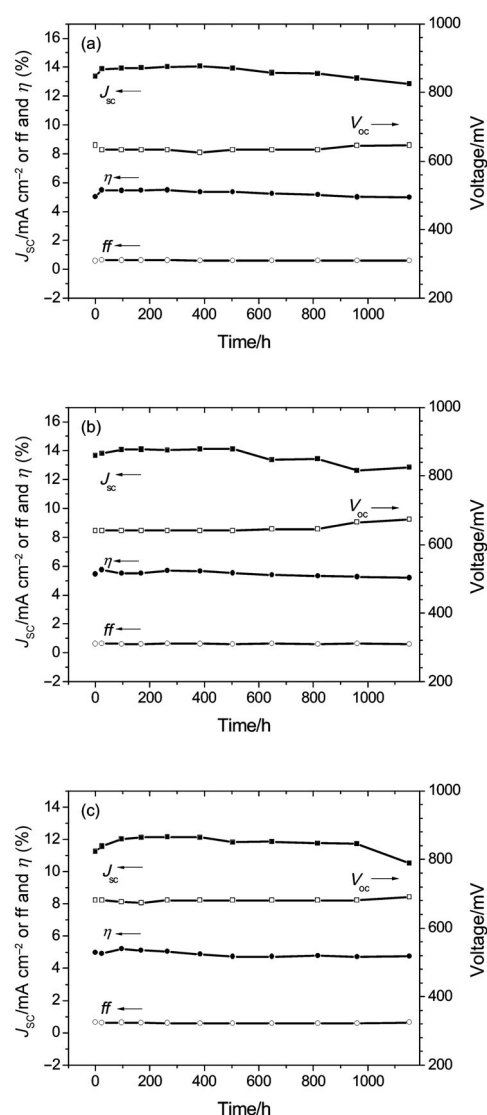 (a)
1000
16
14
12
10
8
6
4
2
0
−2
800
600
400
200
J_SC/mA cm⁻² or ff and η (%)
Voltage/mV
J_sc
V_oc
η
ff
0 200 400 600 800 1000
Time/h
(b)
1000
16
14
12
10
8
6
4
2
0
−2
800
600
400
200
J_SC/mA cm⁻² or ff and η (%)
Voltage/mV
J_sc
V_oc
η
ff
0 200 400 600 800 1000
Time/h
(c)
1000
14
12
10
8
6
4
2
0
−2
800
600
400
200
J_SC/mA cm⁻² or ff and η (%)
Voltage/mV
J_sc
V_oc
η
ff
0 200 400 600 800 1000
Time/h